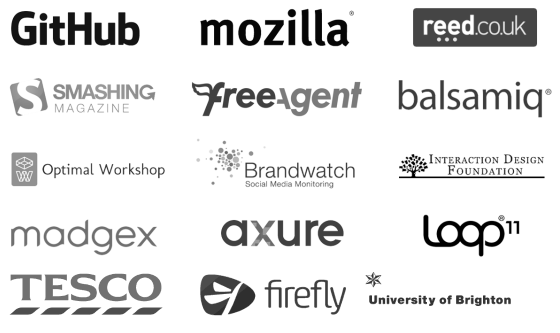 GitHub
mozilla®
reed.co.uk
SMASHING
MAGAZINE
freeagent
balsamiq®
Optimal Workshop
Brandwatch
Social Media Monitoring
INTERACTION DESIGN
FOUNDATION
madgex
axure
Loop®11
TESCO
firefly
University of Brighton